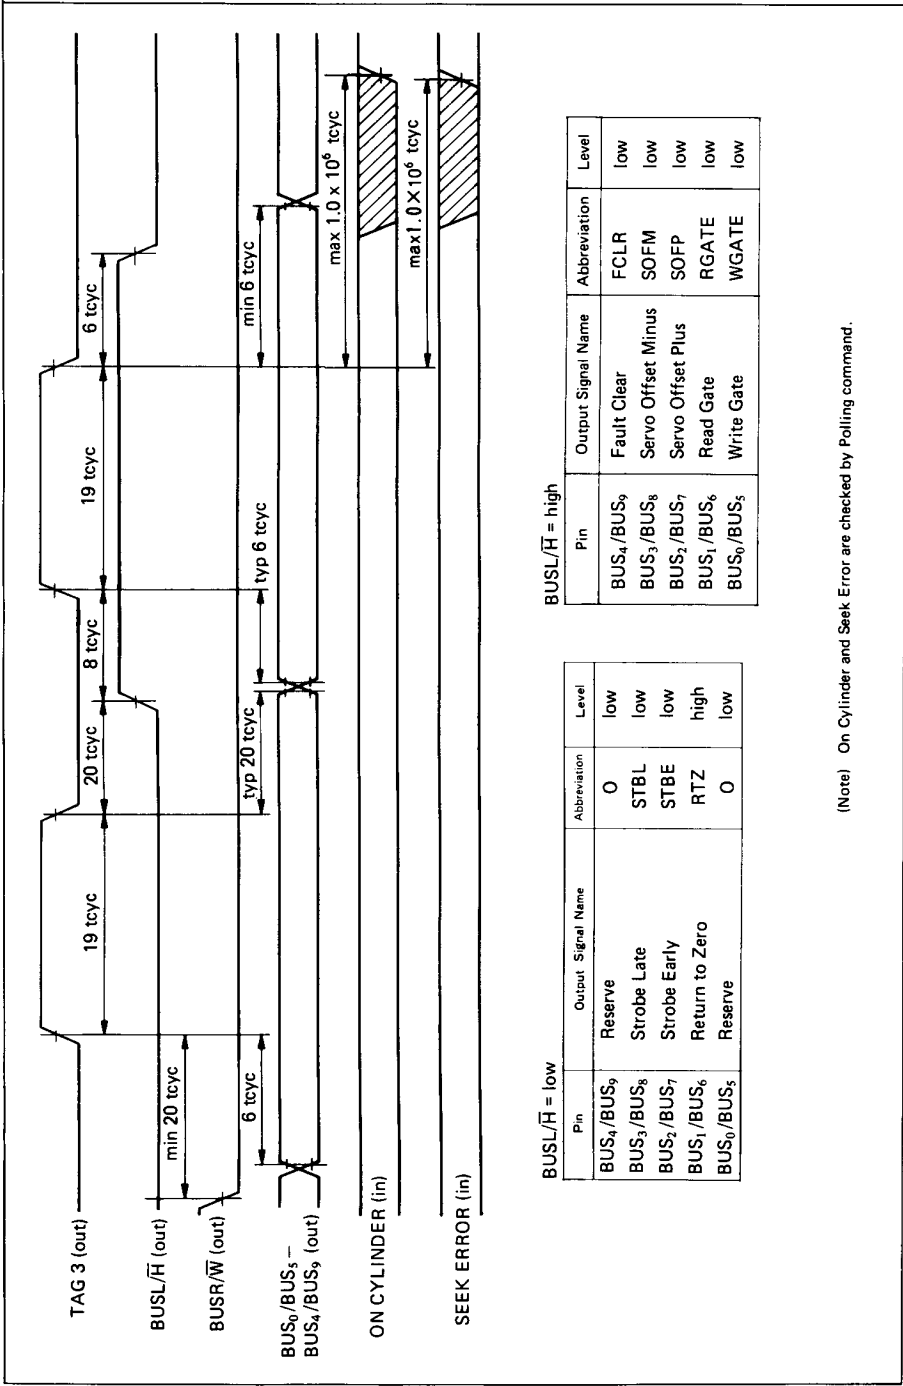 TAG 3 (out)
19 tcyc
20 tcyc
8 tcyc
19 tcyc
6 tcyc
BUSL/H̅ (out)
min 20 tcyc
BUSR/W̅ (out)
6 tcyc
typ 20 tcyc
typ 6 tcyc
min 6 tcyc
BUS₀/BUS₅ –
BUS₄/BUS₉ (out)
max 1.0 x 10⁶ tcyc
ON CYLINDER (in)
max1.0×10⁶ tcyc
SEEK ERROR (in)
BUSL/H̅ = low
Pin Output Signal Name Abbreviation Level
BUS₄/BUS₉ Reserve O low
BUS₃/BUS₈ Strobe Late STBL low
BUS₂/BUS₇ Strobe Early STBE low
BUS₁/BUS₆ Return to Zero RTZ high
BUS₀/BUS₅ Reserve O low
BUSL/H̅ = high
Pin Output Signal Name Abbreviation Level
BUS₄/BUS₉ Fault Clear FCLR low
BUS₃/BUS₈ Servo Offset Minus SOFM low
BUS₂/BUS₇ Servo Offset Plus SOFP low
BUS₁/BUS₆ Read Gate RGATE low
BUS₀/BUS₅ Write Gate WGATE low
(Note) On Cylinder and Seek Error are checked by Polling command.